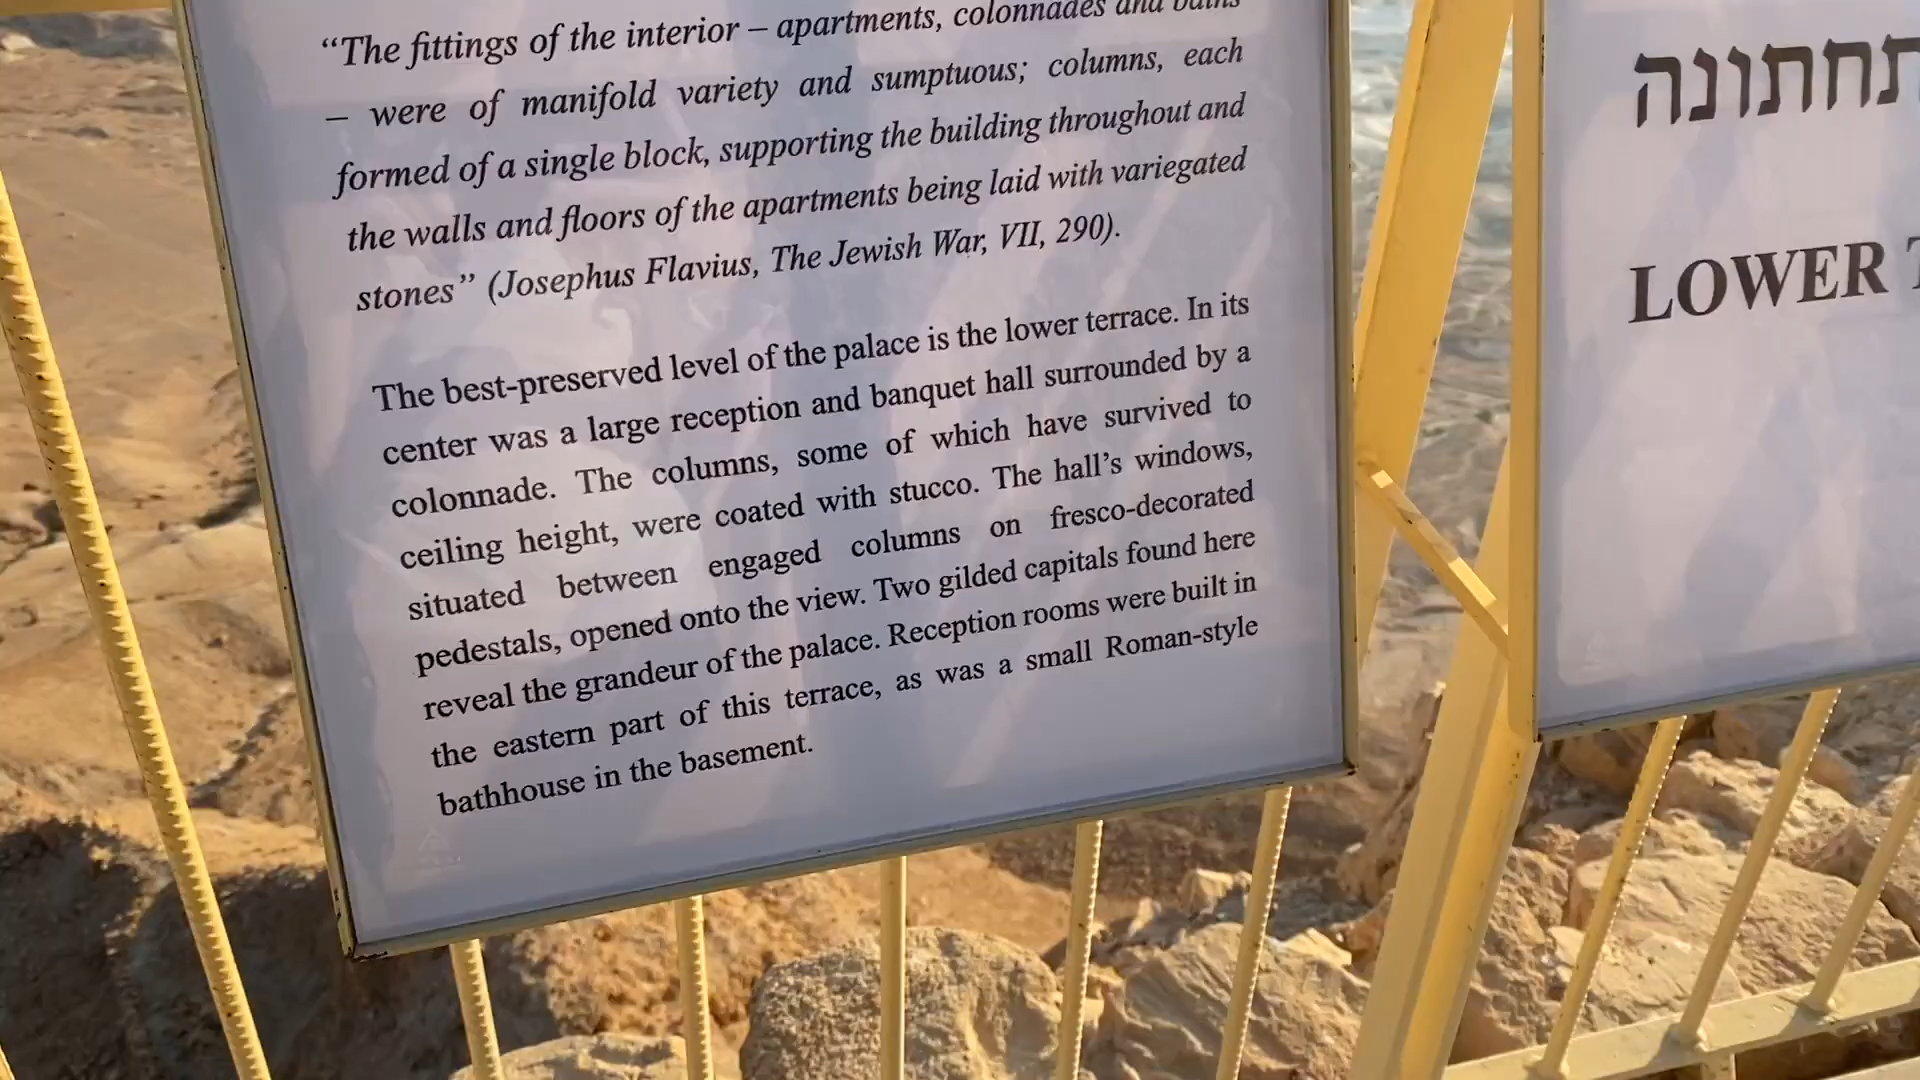 “The fittings of the interior – apartments, colonnades and baths
– were of manifold variety and sumptuous; columns, each
formed of a single block, supporting the building throughout and
the walls and floors of the apartments being laid with variegated
stones” (Josephus Flavius, The Jewish War, VII, 290).
The best-preserved level of the palace is the lower terrace. In its
center was a large reception and banquet hall surrounded by a
colonnade. The columns, some of which have survived to
ceiling height, were coated with stucco. The hall’s windows,
situated between engaged columns on fresco-decorated
pedestals, opened onto the view. Two gilded capitals found here
reveal the grandeur of the palace. Reception rooms were built in
the eastern part of this terrace, as was a small Roman-style
bathhouse in the basement.
תחתונה
LOWER